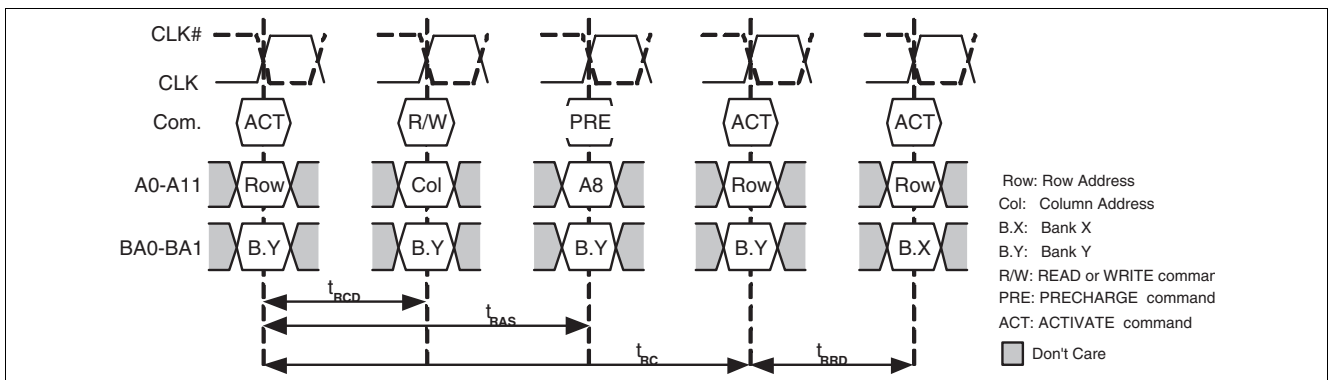 CLK#
CLK
Com. ACT R/W PRE ACT ACT
A0-A11 Row Col A8 Row Row
BA0-BA1 B.Y B.Y B.Y B.Y B.X
tRCD
tRAS
tRC tRRD
Row: Row Address
Col: Column Address
B.X: Bank X
B.Y: Bank Y
R/W: READ or WRITE commar
PRE: PRECHARGE command
ACT: ACTIVATE command
Don't Care